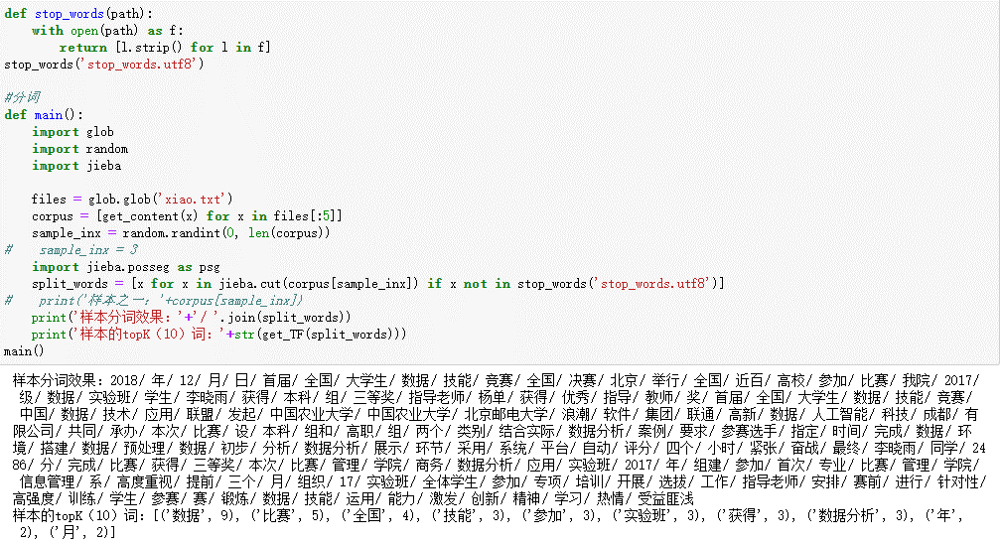 def stop_words(path):
    with open(path) as f:
        return [l.strip() for l in f]
stop_words('stop_words.utf8')
#分词
def main():
    import glob
    import random
    import jieba
    files = glob.glob('xiao.txt')
    corpus = [get_content(x) for x in files[:5]]
    sample_inx = random.randint(0, len(corpus))
#    sample_inx = 3
    import jieba.posseg as psg
    split_words = [x for x in jieba.cut(corpus[sample_inx]) if x not in stop_words('stop_words.utf8')]
#    print('样本之一：'+corpus[sample_inx])
    print('样本分词效果：'+'/ '.join(split_words))
    print('样本的topK（10）词：'+str(get_TF(split_words)))
main()
样本分词效果：2018/ 年/ 12/ 月/ 日/ 首届/ 全国/ 大学生/ 数据/ 技能/ 竞赛/ 全国/ 决赛/ 北京/ 举行/ 全国/ 近百/ 高校/ 参加/ 比赛/ 我院/ 2017/
级/ 数据/ 实验班/ 学生/ 李晓雨/ 获得/ 本科/ 组/ 三等奖/ 指导老师/ 杨单/ 获得/ 优秀/ 指导/ 教师/ 奖/ 首届/ 全国/ 大学生/ 数据/ 技能/ 竞赛/
中国/ 数据/ 技术/ 应用/ 联盟/ 发起/ 中国农业大学/ 中国农业大学/ 北京邮电大学/ 浪潮/ 软件/ 集团/ 联通/ 高新/ 数据/ 人工智能/ 科技/ 成都/ 有
限公司/ 共同/ 承办/ 本次/ 比赛/ 设/ 本科/ 组和/ 高职/ 组/ 两个/ 类别/ 结合实际/ 数据分析/ 案例/ 要求/ 参赛选手/ 指定/ 时间/ 完成/ 数据/ 环
境/ 搭建/ 数据/ 预处理/ 数据/ 初步/ 分析/ 数据分析/ 展示/ 环节/ 采用/ 系统/ 平台/ 自动/ 评分/ 四个/ 小时/ 紧张/ 奋战/ 最终/ 李晓雨/ 同学/ 24
86/ 分/ 完成/ 比赛/ 获得/ 三等奖/ 本次/ 比赛/ 管理/ 学院/ 商务/ 数据分析/ 应用/ 实验班/ 2017/ 年/ 组建/ 参加/ 首次/ 专业/ 比赛/ 管理/ 学院/
信息管理/ 系/ 高度重视/ 提前/ 三个/ 月/ 组织/ 17/ 实验班/ 全体学生/ 参加/ 专项/ 培训/ 开展/ 选拔/ 工作/ 指导老师/ 安排/ 赛前/ 进行/ 针对性/
高强度/ 训练/ 学生/ 参赛/ 赛/ 锻炼/ 数据/ 技能/ 运用/ 能力/ 激发/ 创新/ 精神/ 学习/ 热情/ 受益匪浅
样本的topK（10）词：[('数据', 9), ('比赛', 5), ('全国', 4), ('技能', 3), ('参加', 3), ('实验班', 3), ('获得', 3), ('数据分析', 3), ('年',
2), ('月', 2)]